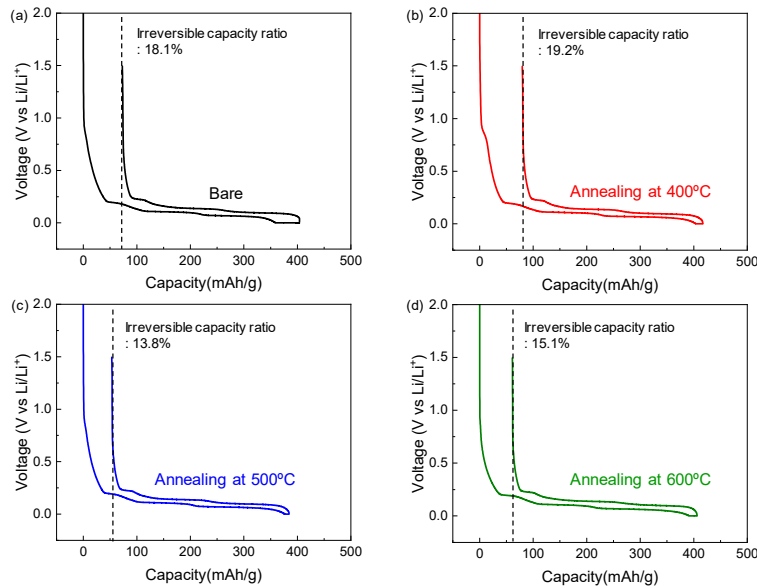 (a)
Irreversible capacity ratio
: 18.1%
Bare
Voltage (V vs Li/Li⁺)
2.0
1.5
1.0
0.5
0.0
0 100 200 300 400 500
Capacity(mAh/g)
(b)
Irreversible capacity ratio
: 19.2%
Annealing at 400ºC
Voltage (V vs Li/Li⁺)
2.0
1.5
1.0
0.5
0.0
0 100 200 300 400 500
Capacity(mAh/g)
(c)
Irreversible capacity ratio
: 13.8%
Annealing at 500ºC
Voltage (V vs Li/Li⁺)
2.0
1.5
1.0
0.5
0.0
0 100 200 300 400 500
Capacity(mAh/g)
(d)
Irreversible capacity ratio
: 15.1%
Annealing at 600ºC
Voltage (V vs Li/Li⁺)
2.0
1.5
1.0
0.5
0.0
0 100 200 300 400 500
Capacity(mAh/g)